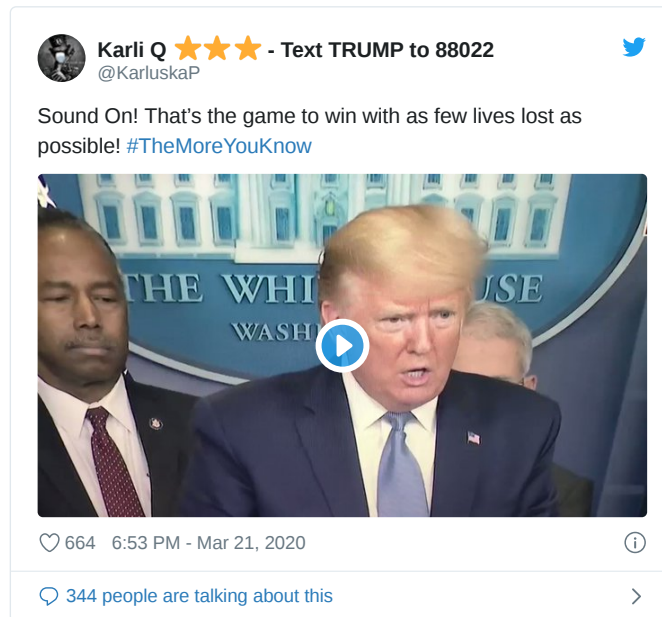 Karli Q ⭐⭐⭐ - Text TRUMP to 88022
@KarluskaP
Sound On! That’s the game to win with as few lives lost as
possible! #TheMoreYouKnow
THE WHI USE
WASHI
664 6:53 PM - Mar 21, 2020
344 people are talking about this